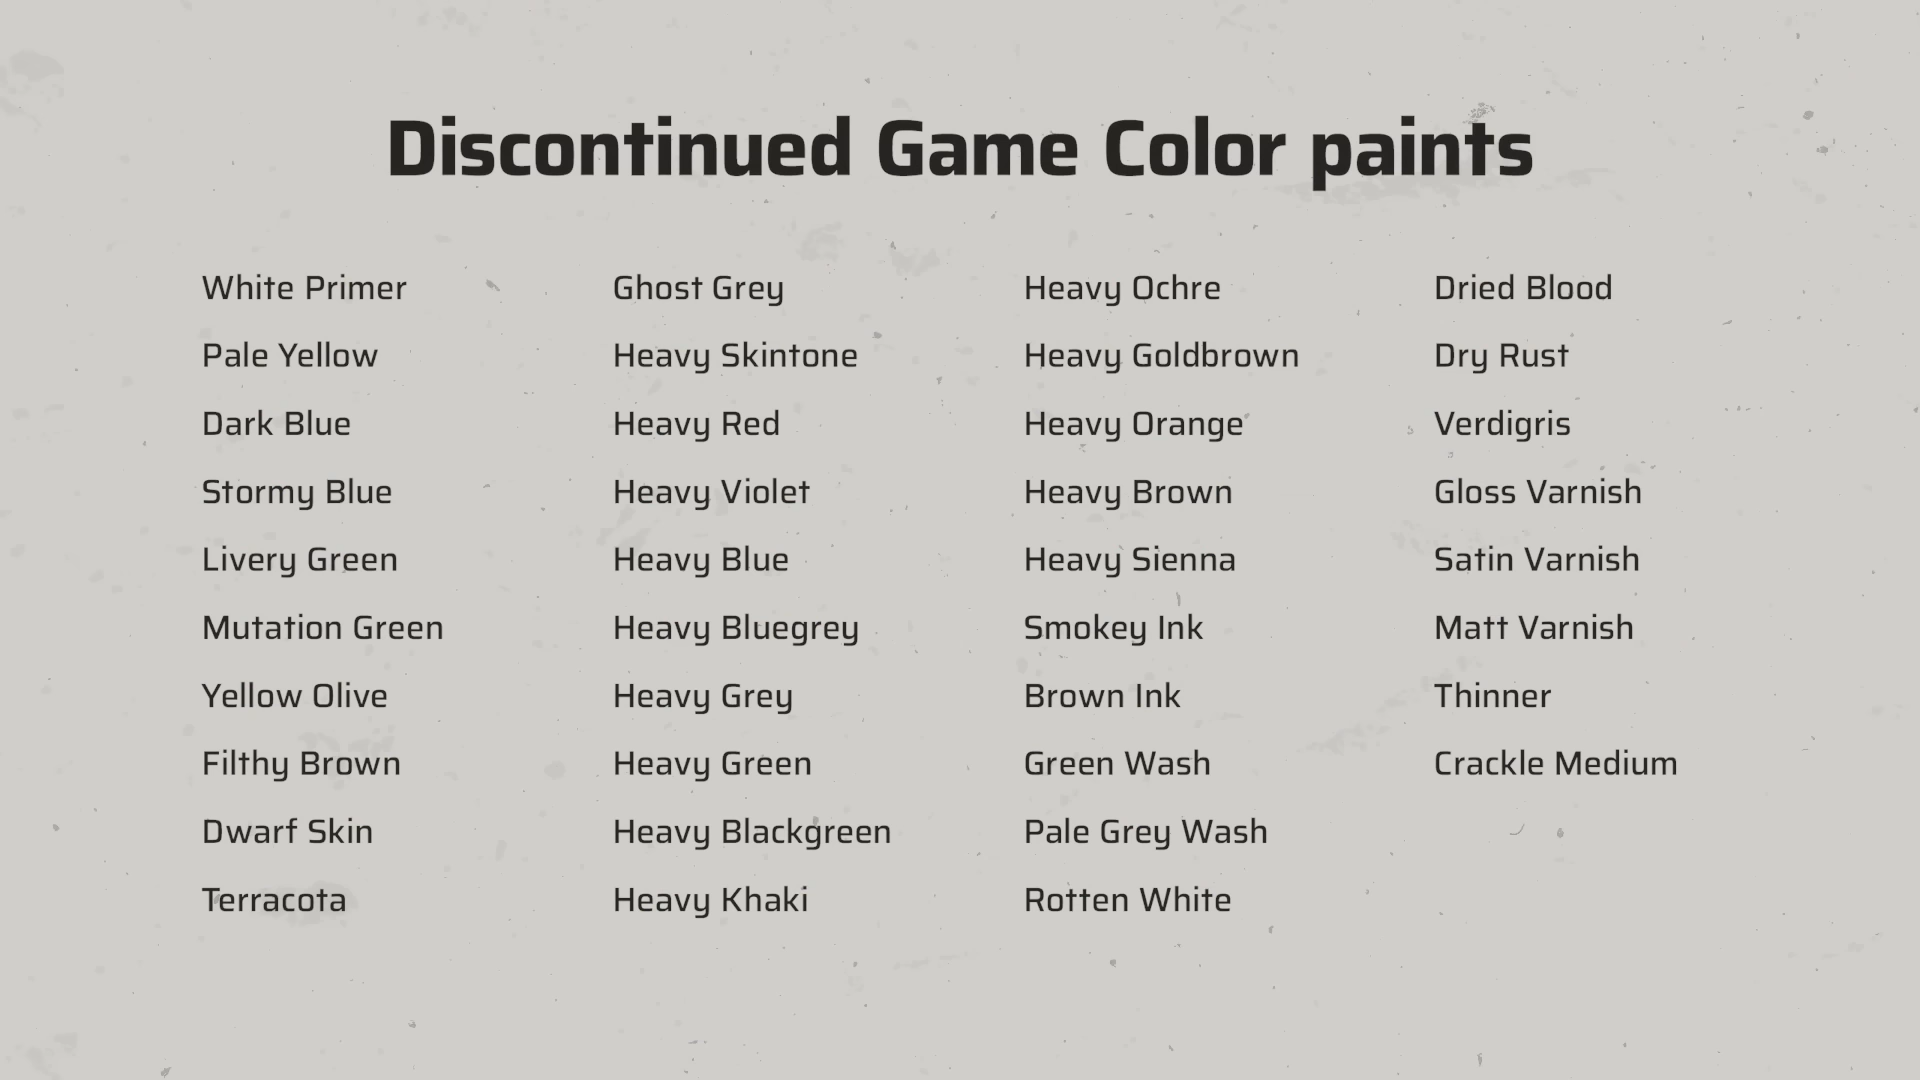 Discontinued Game Color paints
White Primer
Pale Yellow
Dark Blue
Stormy Blue
Livery Green
Mutation Green
Yellow Olive
Filthy Brown
Dwarf Skin
Terracota
Ghost Grey
Heavy Skintone
Heavy Red
Heavy Violet
Heavy Blue
Heavy Bluegrey
Heavy Grey
Heavy Green
Heavy Blackgreen
Heavy Khaki
Heavy Ochre
Heavy Goldbrown
Heavy Orange
Heavy Brown
Heavy Sienna
Smokey Ink
Brown Ink
Green Wash
Pale Grey Wash
Rotten White
Dried Blood
Dry Rust
Verdigris
Gloss Varnish
Satin Varnish
Matt Varnish
Thinner
Crackle Medium